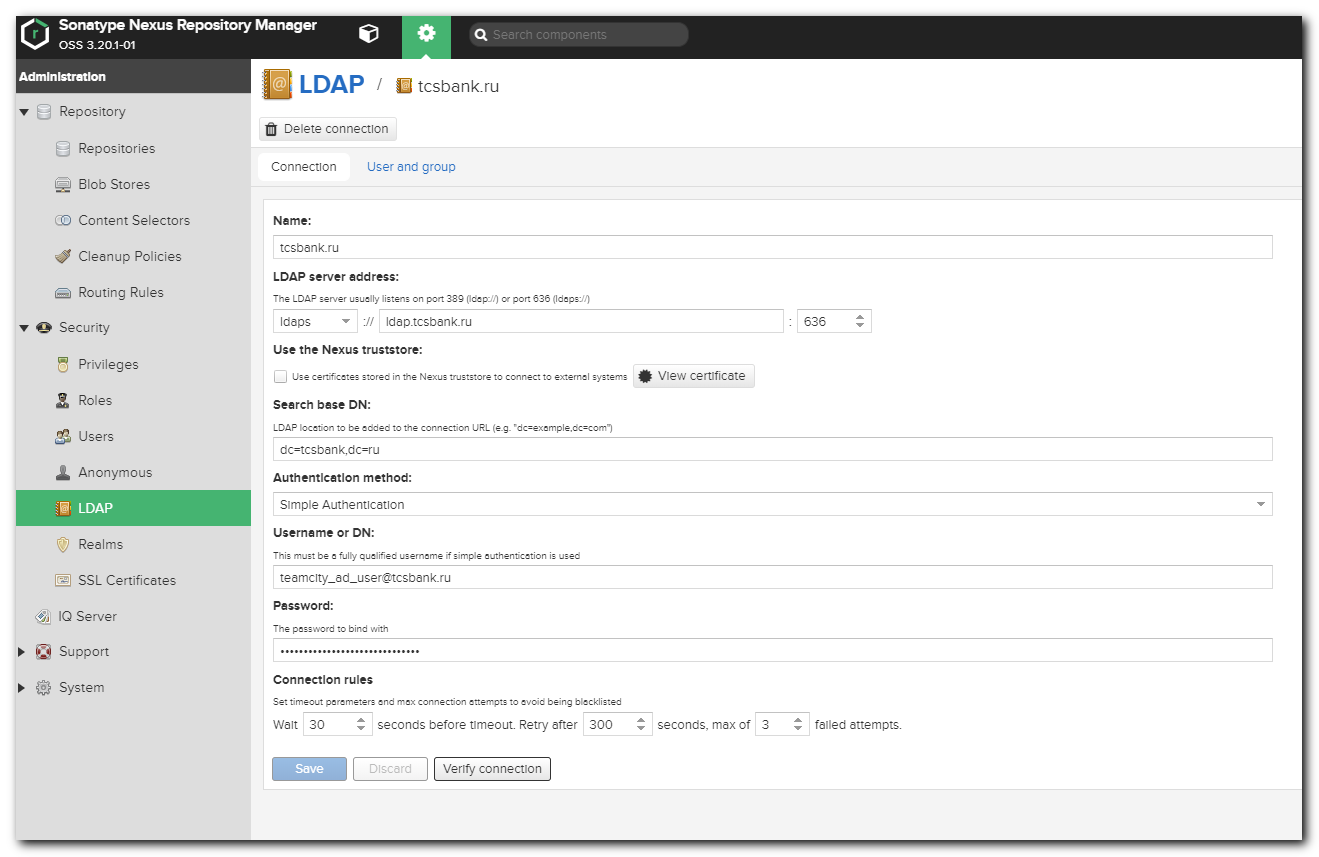 Sonatype Nexus Repository Manager
OSS 3.20.1-01
Search components
Administration
Repository
Repositories
Blob Stores
Content Selectors
Cleanup Policies
Routing Rules
Security
Privileges
Roles
Users
Anonymous
LDAP
Realms
SSL Certificates
IQ Server
Support
System
LDAP / tcsbank.ru
Delete connection
Connection User and group
Name:
tcsbank.ru
LDAP server address:
The LDAP server usually listens on port 389 (ldap://) or port 636 (ldaps://)
ldaps :// ldap.tcsbank.ru : 636
Use the Nexus truststore:
Use certificates stored in the Nexus truststore to connect to external systems View certificate
Search base DN:
LDAP location to be added to the connection URL (e.g. "dc=example,dc=com")
dc=tcsbank,dc=ru
Authentication method:
Simple Authentication
Username or DN:
This must be a fully qualified username if simple authentication is used
teamcity_ad_user@tcsbank.ru
Password:
The password to bind with
••••••••••••••••••••••••••••••
Connection rules
Set timeout parameters and max connection attempts to avoid being blacklisted
Wait 30 seconds before timeout. Retry after 300 seconds, max of 3 failed attempts.
Save Discard Verify connection